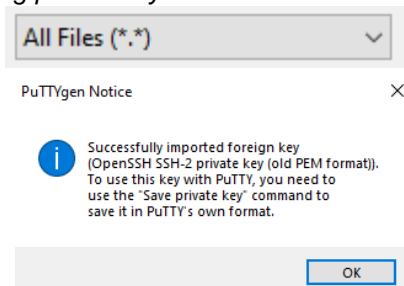 All Files (*.*)
PuTTYgen Notice
Successfully imported foreign key
(OpenSSH SSH-2 private key (old PEM format)).
To use this key with PuTTY, you need to
use the "Save private key" command to
save it in PuTTY's own format.
OK